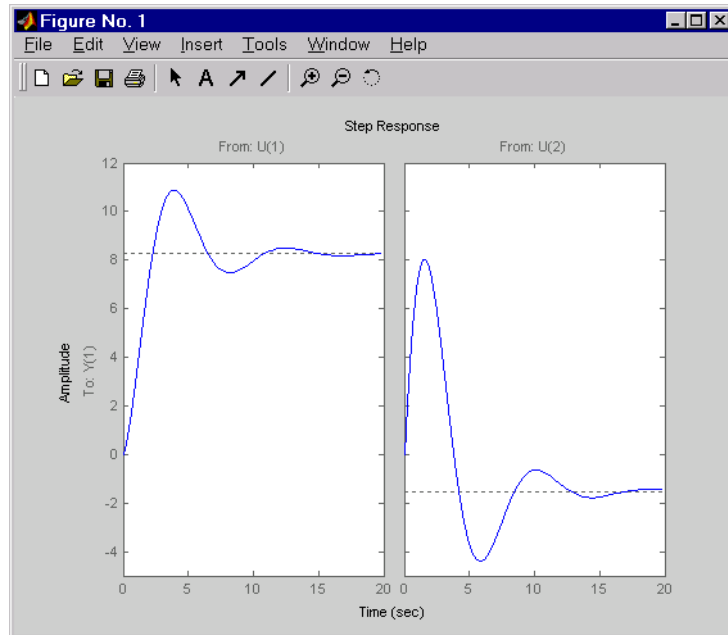 Figure No. 1
File Edit View Insert Tools Window Help
A
Step Response
From: U(1) From: U(2)
12
10
8
6
4
2
0
-2
-4
Amplitude
To: Y(1)
0 5 10 15 20 0 5 10 15 20
Time (sec)